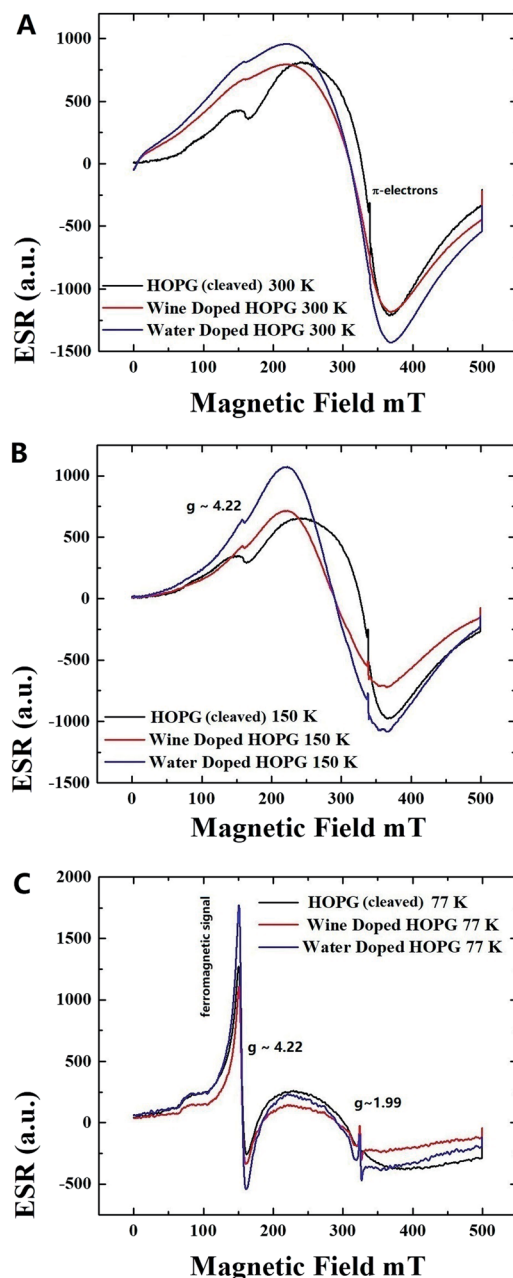 A
1000
500
0
-500
-1000
-1500
ESR (a.u.)
π-electrons
HOPG (cleaved) 300 K
Wine Doped HOPG 300 K
Water Doped HOPG 300 K
0 100 200 300 400 500
Magnetic Field mT
B
1000
500
0
-500
-1000
-1500
ESR (a.u.)
g ~ 4.22
HOPG (cleaved) 150 K
Wine Doped HOPG 150 K
Water Doped HOPG 150 K
0 100 200 300 400 500
Magnetic Field mT
C
2000
1500
1000
500
0
-500
ESR (a.u.)
ferromagnetic signal
HOPG (cleaved) 77 K
Wine Doped HOPG 77 K
Water Doped HOPG 77 K
g ~ 4.22
g~1.99
0 100 200 300 400 500
Magnetic Field mT